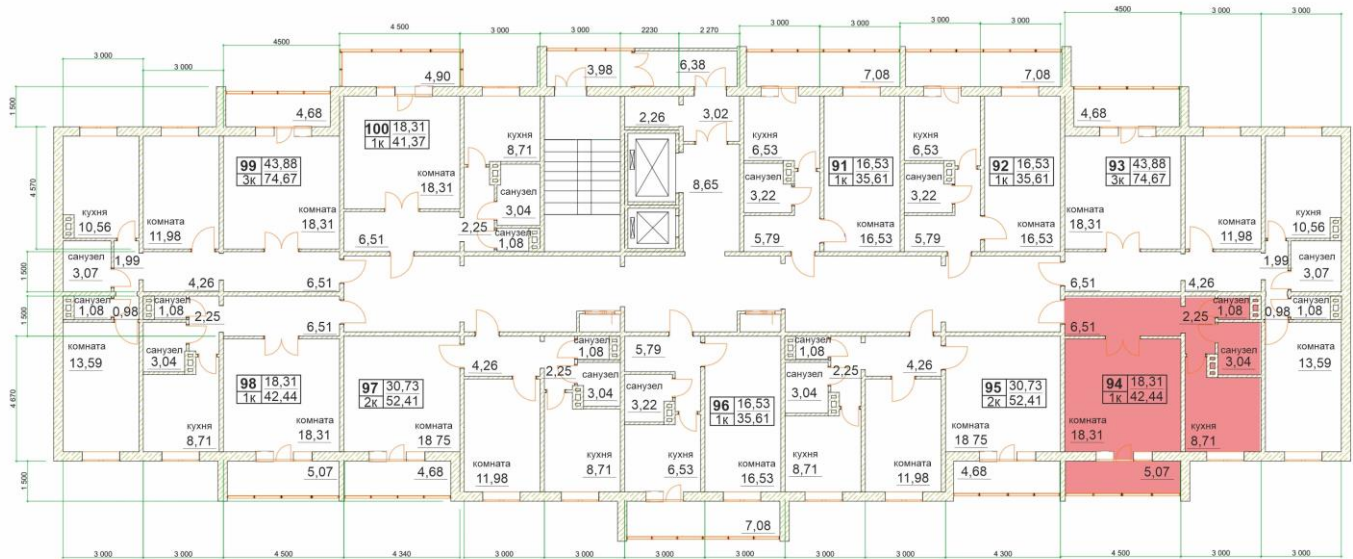 4 500
3 000
2230
2 270
3 000
3 000
3 000
3 000
4500
3 000
3 000
3 000
3 000
4500
1.500
4,68
4,90
3,98
6,38
7,08
7,08
4,68
4 570
99 43,88
3к 74,67
100 18,31
1к 41,37
кухня
8,71
2,26
3,02
кухня
6,53
91 16,53
1к 35,61
кухня
6,53
92 16,53
1к 35,61
93 43,88
3к 74,67
комната
18,31
санузел
3,04
8,65
санузел
3,22
санузел
3,22
кухня
10,56
комната
11,98
комната
18,31
6,51
2,25
санузел
1,08
5,79
комната
16,53
5,79
комната
16,53
комната
18,31
комната
11,98
кухня
10,56
1.500
санузел
3,07
1,99
4,26
6,51
6,51
4,26
1,99
санузел
3,07
1.500
санузел
1,08
0,98
санузел
1,08
2,25
6,51
6,51
2,25
санузел
1,08
0,98
санузел
1,08
4.670
комната
13,59
санузел
3,04
98 18,31
1к 42,44
97 30,73
2к 52,41
4,26
2,25
санузел
1,08
санузел
3,04
5,79
санузел
3,22
96 16,53
1к 35,61
санузел
1,08
санузел
3,04
2,25
4,26
95 30,73
2к 52,41
94 18,31
1к 42,44
санузел
3,04
комната
13,59
кухня
8,71
комната
18,31
комната
18 75
комната
11,98
кухня
8,71
кухня
6,53
комната
16,53
кухня
8,71
комната
11,98
комната
18 75
комната
18,31
кухня
8,71
1.500
5,07
4,68
7,08
4,68
5,07
3 000
3 000
4 500
4 340
3 000
3 000
3 000
3 000
3 000
3 000
4 300
4 500
3 000
3 000